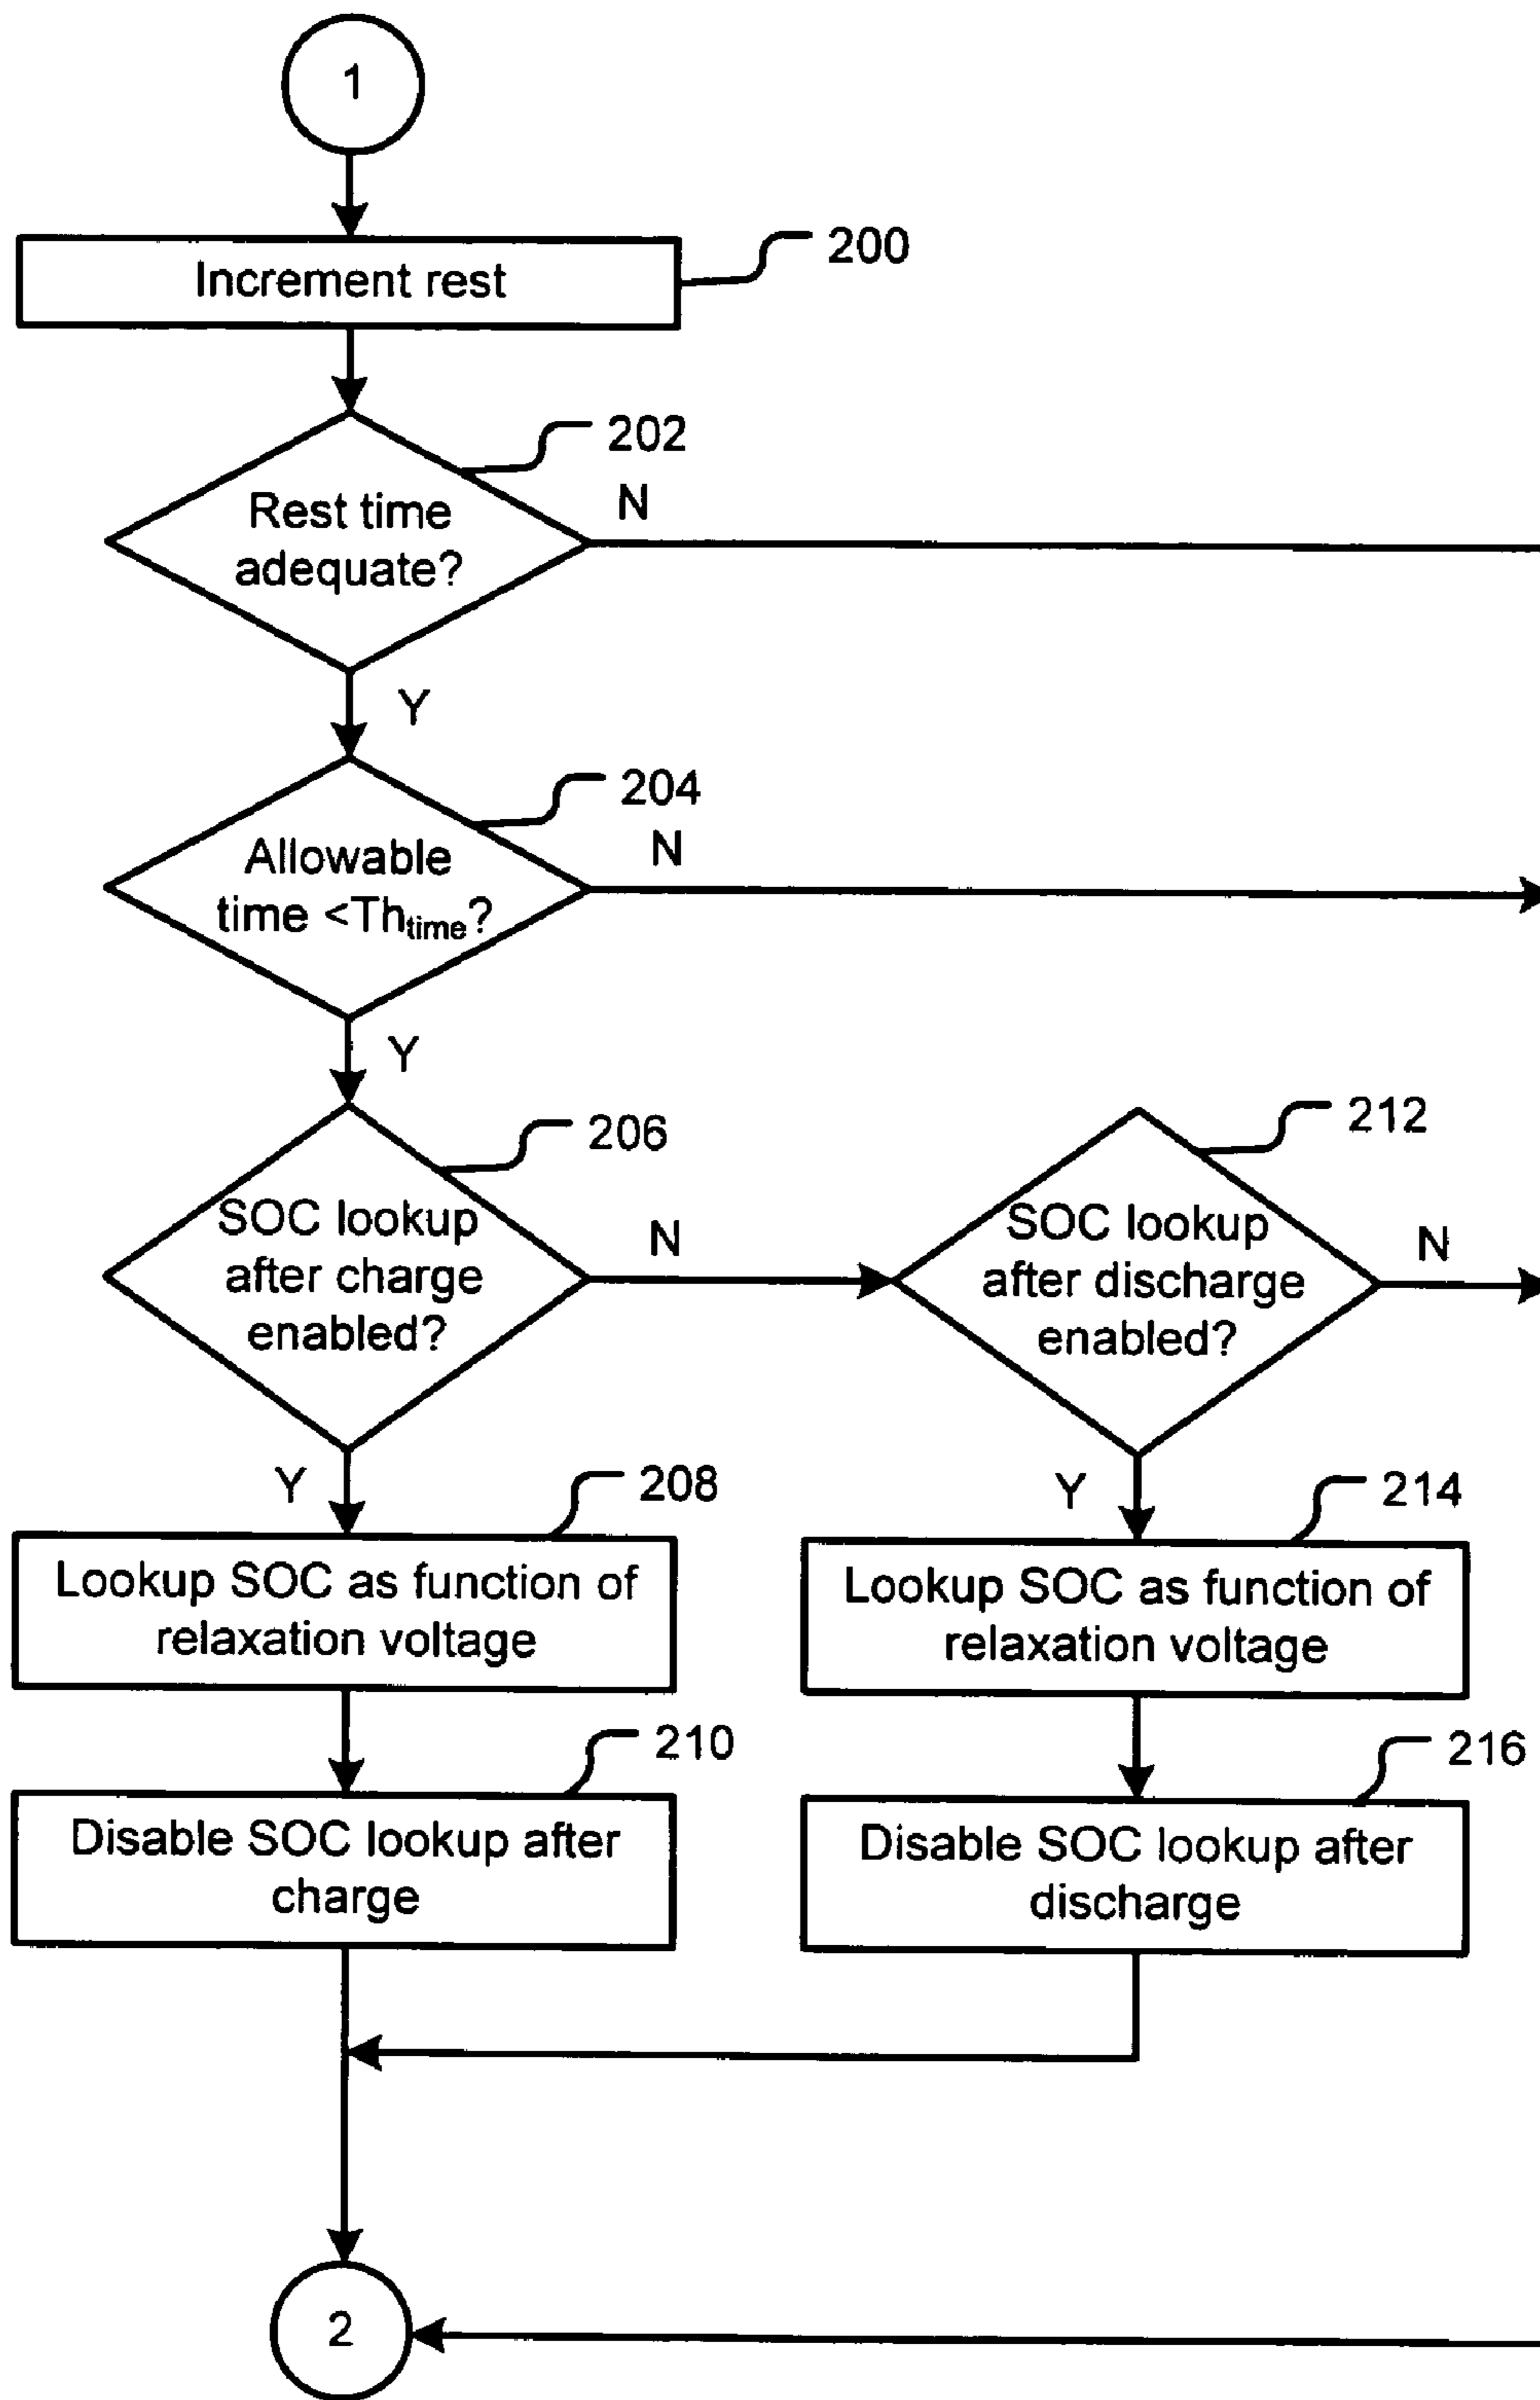 1
Increment rest
200
202
Rest time
adequate?
N
Y
204
Allowable
time <Thtime?
N
Y
206
SOC lookup
after charge
enabled?
N
212
SOC lookup
after discharge
enabled?
N
Y
208
Lookup SOC as function of
relaxation voltage
Y
214
Lookup SOC as function of
relaxation voltage
210
Disable SOC lookup after
charge
216
Disable SOC lookup after
discharge
2